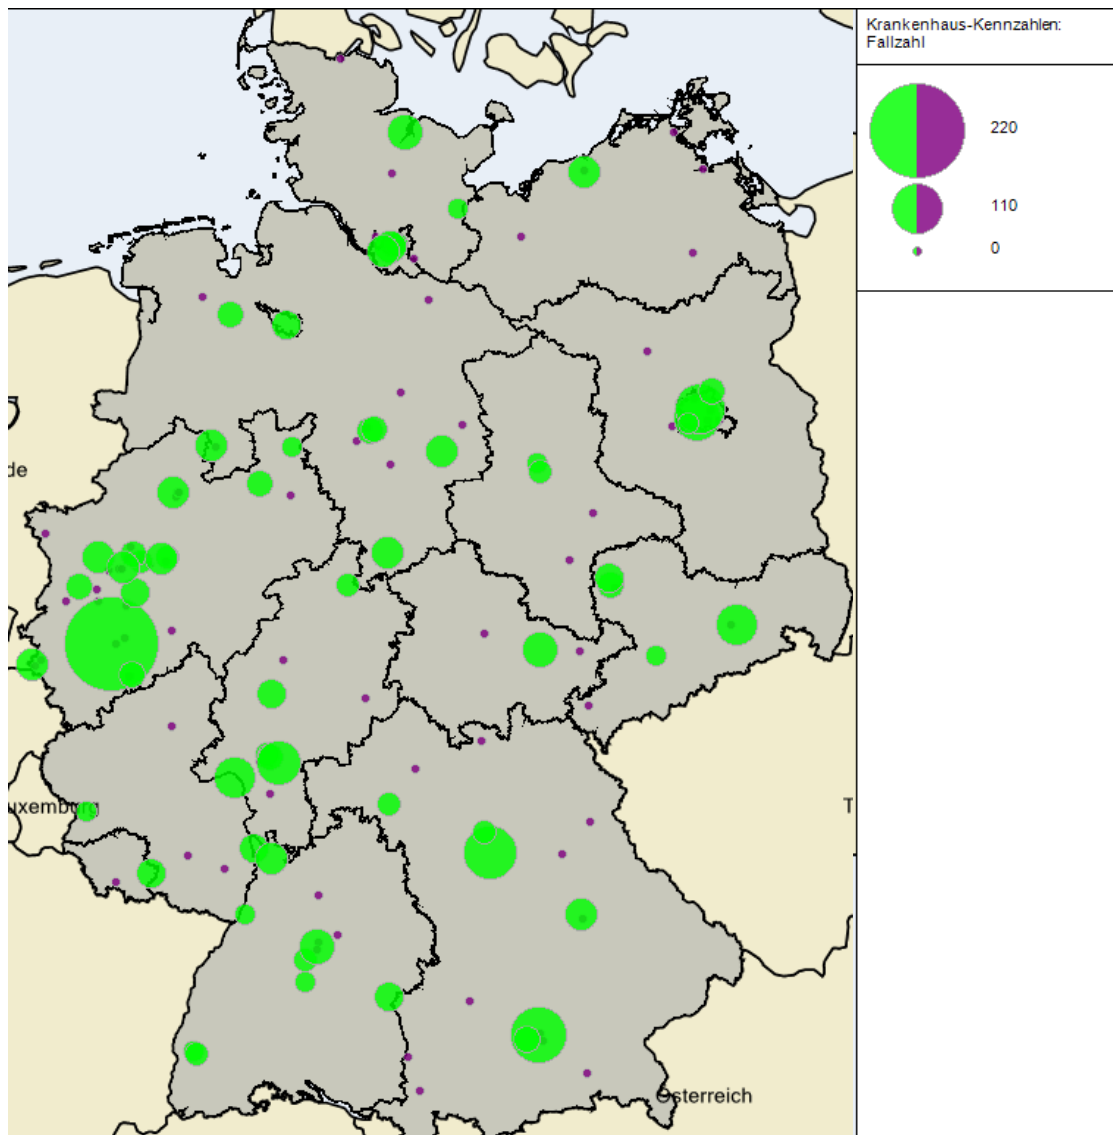 Krankenhaus-Kennzahlen:
Fallzahl
220
110
0
de
uxemburg
T
Österreich